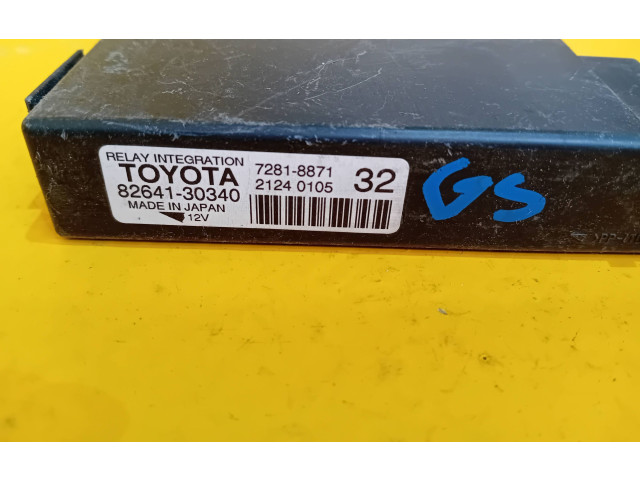 RELAY INTEGRATION
TOYOTA
82641-30340
MADE IN JAPAN
12V
7281-8871
2124 0105
32
GS